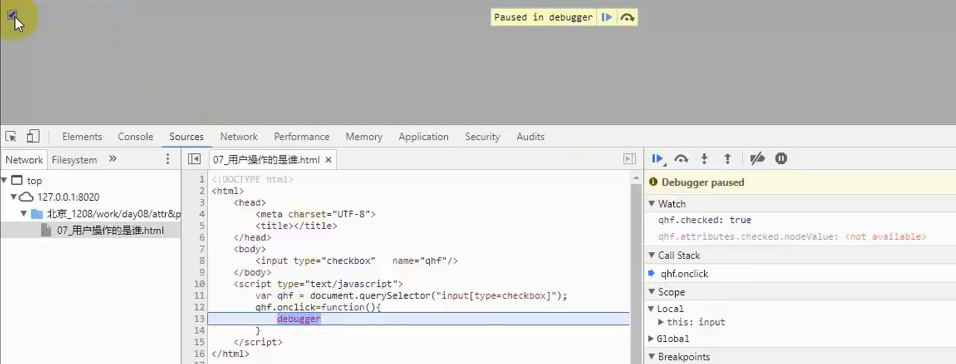 Paused in debugger
Elements Console Sources Network Performance Memory Application Security Audits
Network Filesystem »
07_用户操作的是谁.html ×
top
127.0.0.1:8020
北京_1208/work/day08/attr&p
07_用户操作的是谁.html
1 <!DOCTYPE html>
2 <html>
3 <head>
4 <meta charset="UTF-8">
5 <title></title>
6 </head>
7 <body>
8 <input type="checkbox" name="qhf"/>
9 </body>
10 <script type="text/javascript">
11 var qhf = document.querySelector("input[type=checkbox]");
12 qhf.onclick=function(){
13 debugger
14 }
15 </script>
16 </html>
Debugger paused
Watch
qhf.checked: true
qhf.attributes.checked.nodeValue: <not available>
Call Stack
qhf.onclick
Scope
Local
this: input
Global
Breakpoints